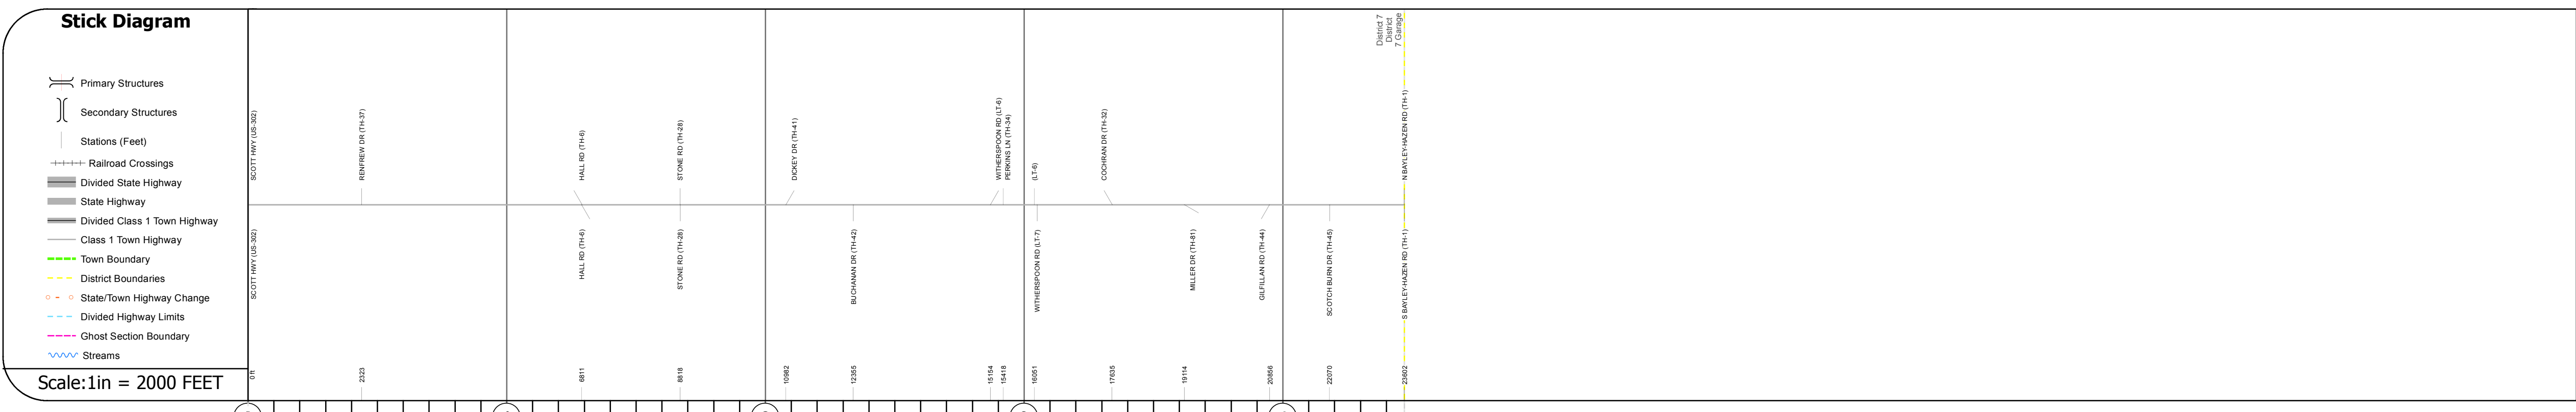 Stick Diagram
Primary Structures
Secondary Structures
Stations (Feet)
Railroad Crossings
Divided State Highway
State Highway
Divided Class 1 Town Highway
Class 1 Town Highway
Town Boundary
District Boundaries
State/Town Highway Change
Divided Highway Limits
Ghost Section Boundary
Streams
Scale:1in = 2000 FEET
District 7
District
7 Garage
SCOTT HWY (US-302)
RENFREW DR (TH-37)
HALL RD (TH-6)
STONE RD (TH-28)
DICKEY DR (TH-41)
WITHERSPOON RD (LT-6)
PERKINS LN (TH-34)
(LT-6)
COCHRAN DR (TH-32)
N BAYLEY-HAZEN RD (TH-1)
SCOTT HWY (US-302)
HALL RD (TH-6)
STONE RD (TH-28)
BUCHANAN DR (TH-42)
WITHERSPOON RD (LT-7)
MILLER DR (TH-81)
GILFILLAN RD (TH-44)
SCOTCH BURN DR (TH-45)
S BAYLEY-HAZEN RD (TH-1)
0 ft
2323
6811
8818
10982
12355
15154
15418
16051
17635
19114
20856
22070
23602